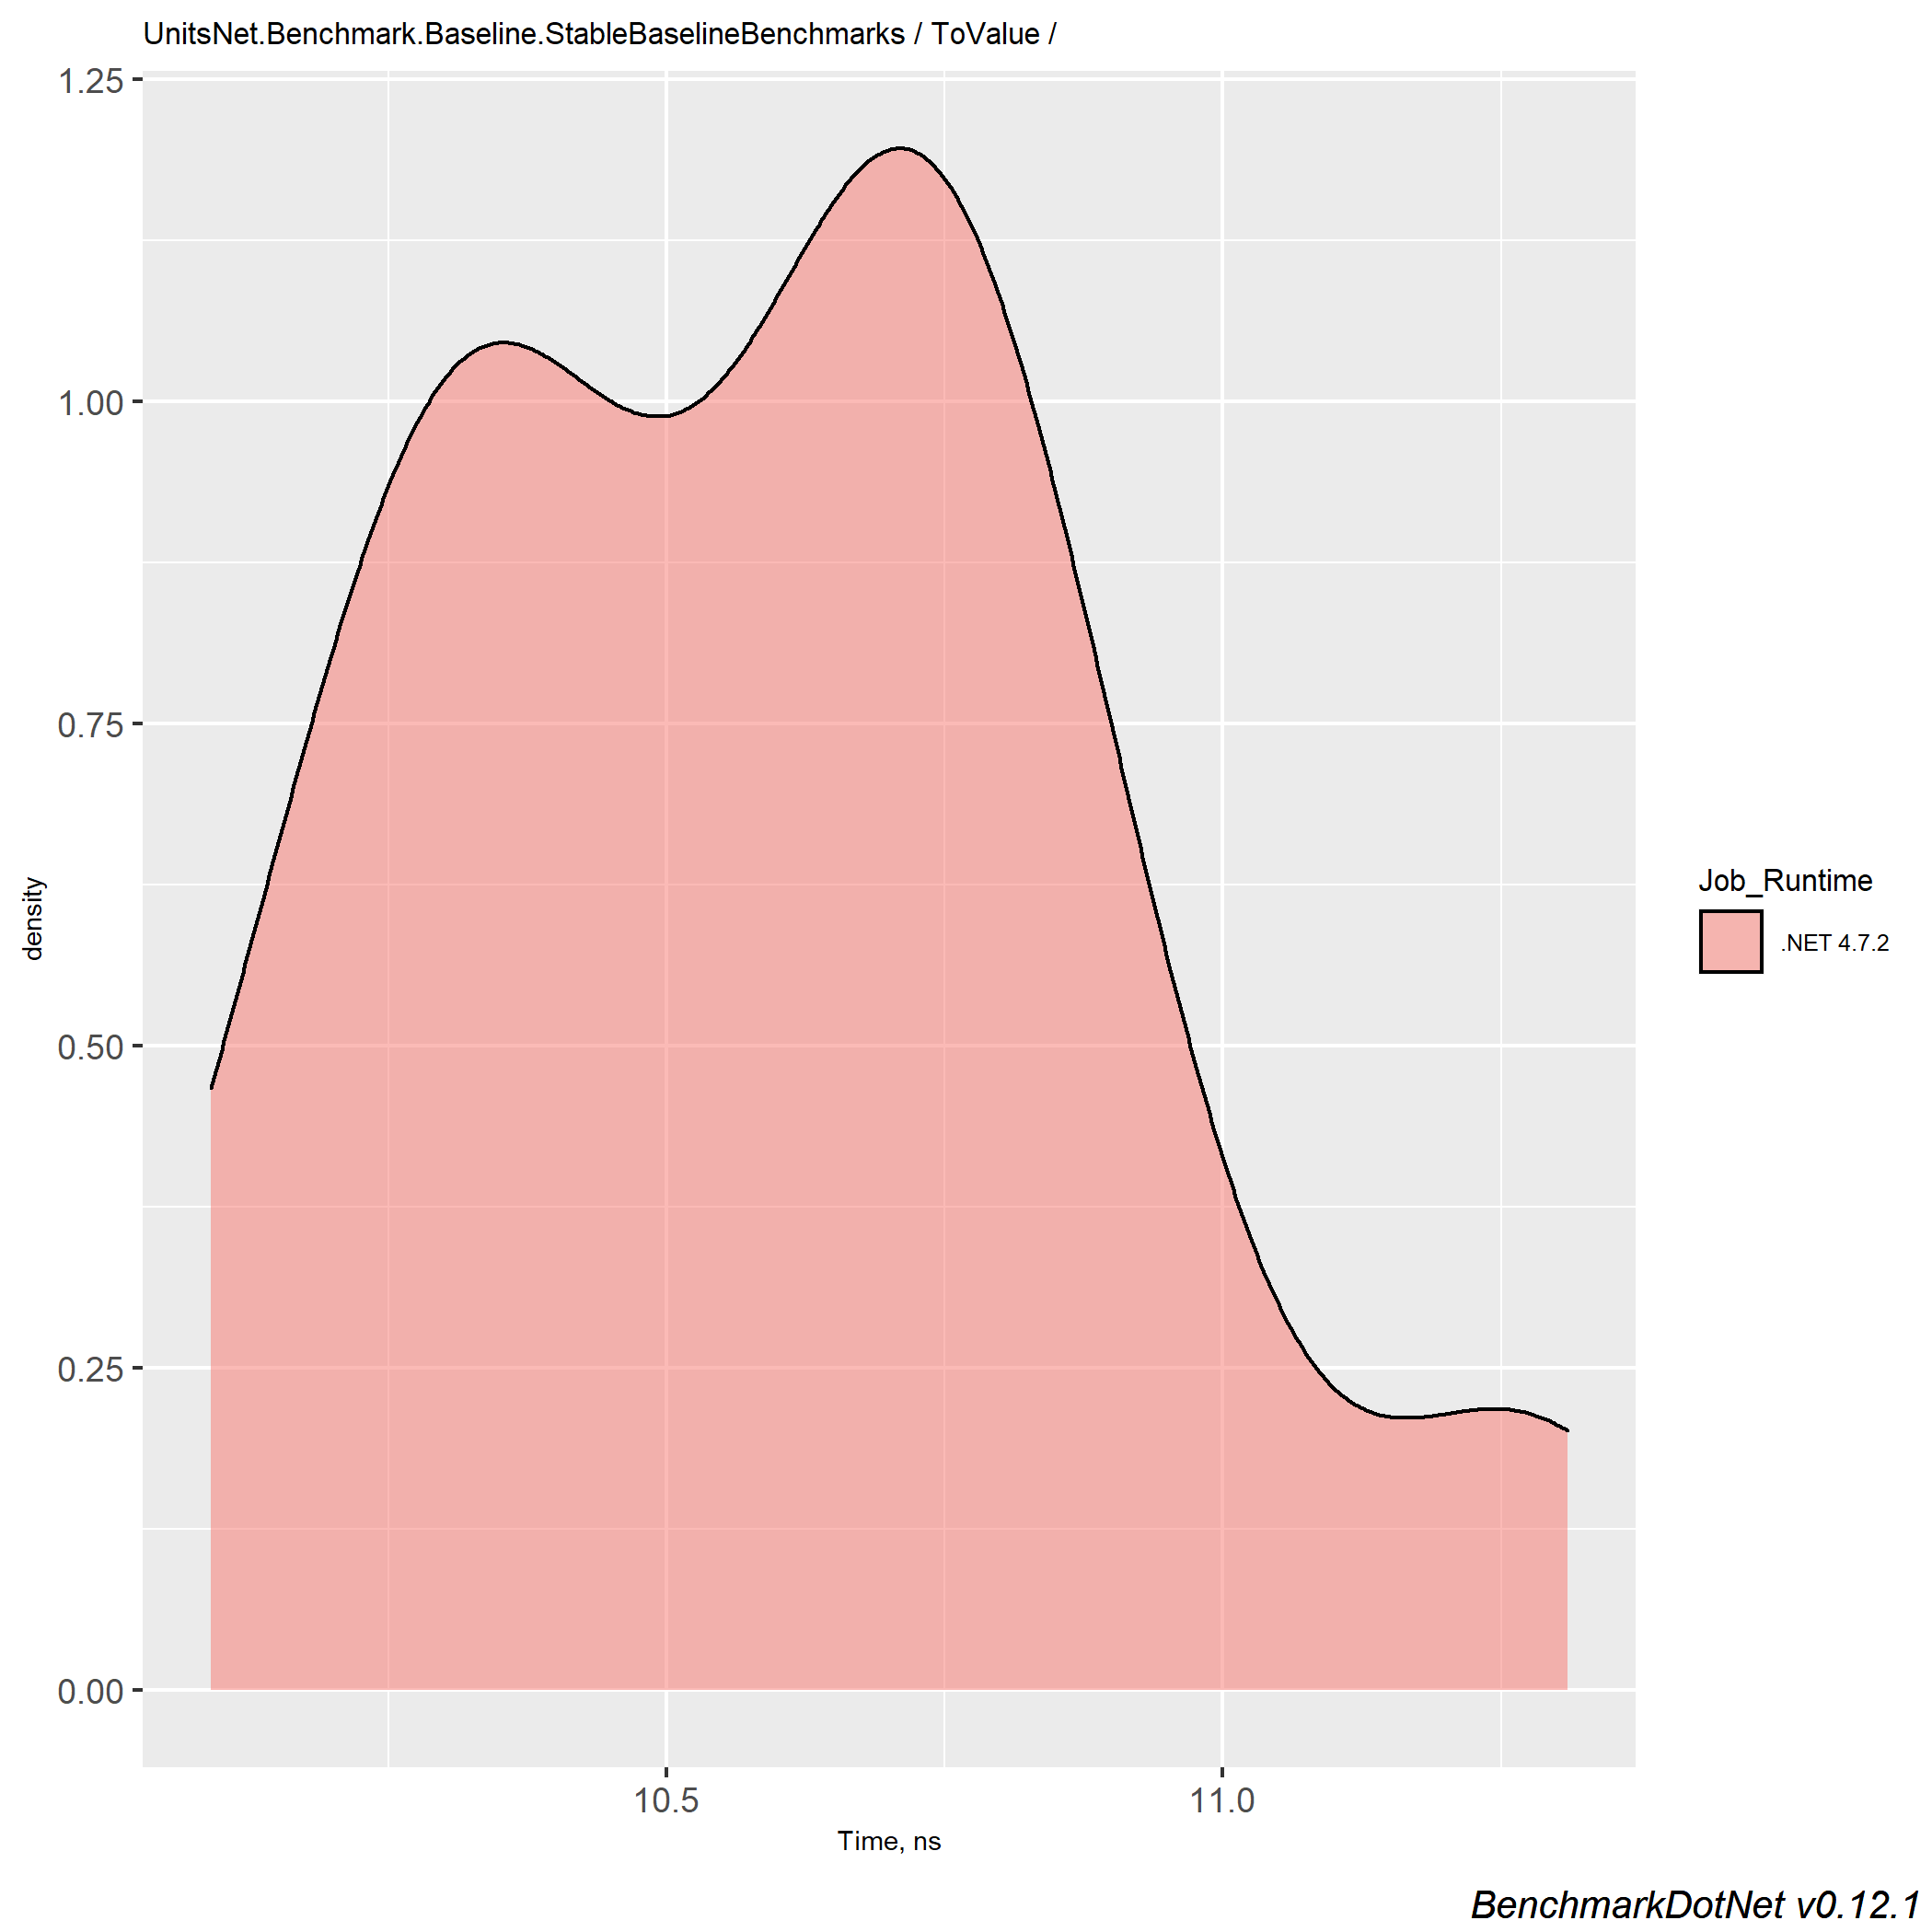 UnitsNet.Benchmark.Baseline.StableBaselineBenchmarks / ToValue /
1.25
1.00
0.75
0.50
0.25
0.00
density
10.5 11.0
Time, ns
Job_Runtime
.NET 4.7.2
BenchmarkDotNet v0.12.1